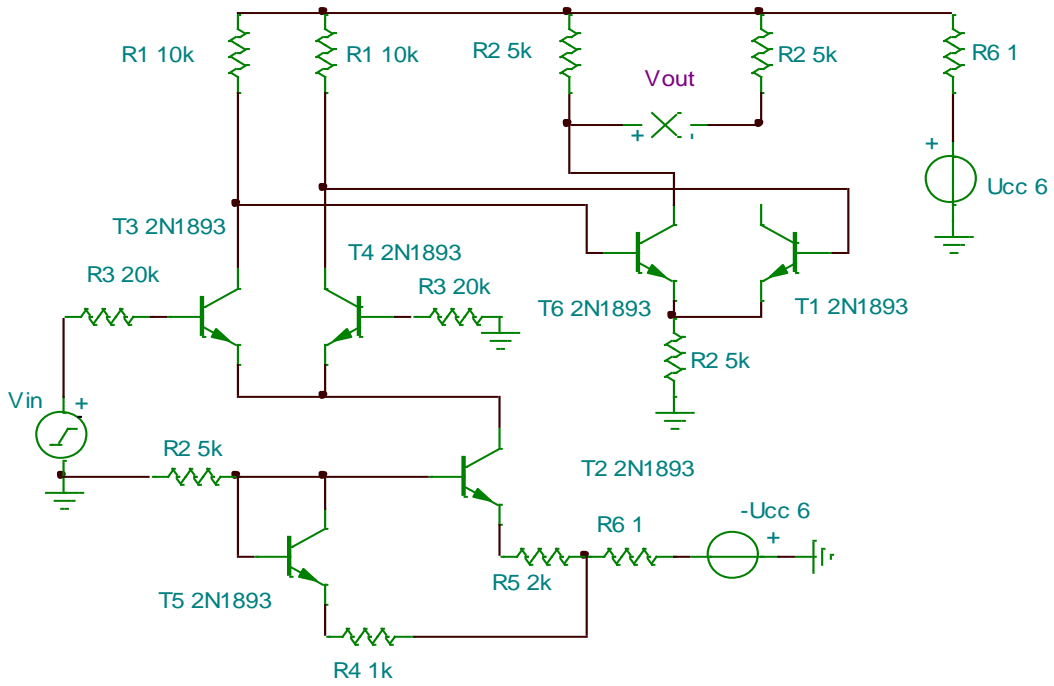 R1 10k
R1 10k
R2 5k
R2 5k
R6 1
Vout
+
+
Ucc 6
T3 2N1893
T4 2N1893
R3 20k
R3 20k
T6 2N1893
T1 2N1893
R2 5k
Vin
+
R2 5k
T2 2N1893
R6 1
-Ucc 6
+
R5 2k
T5 2N1893
R4 1k